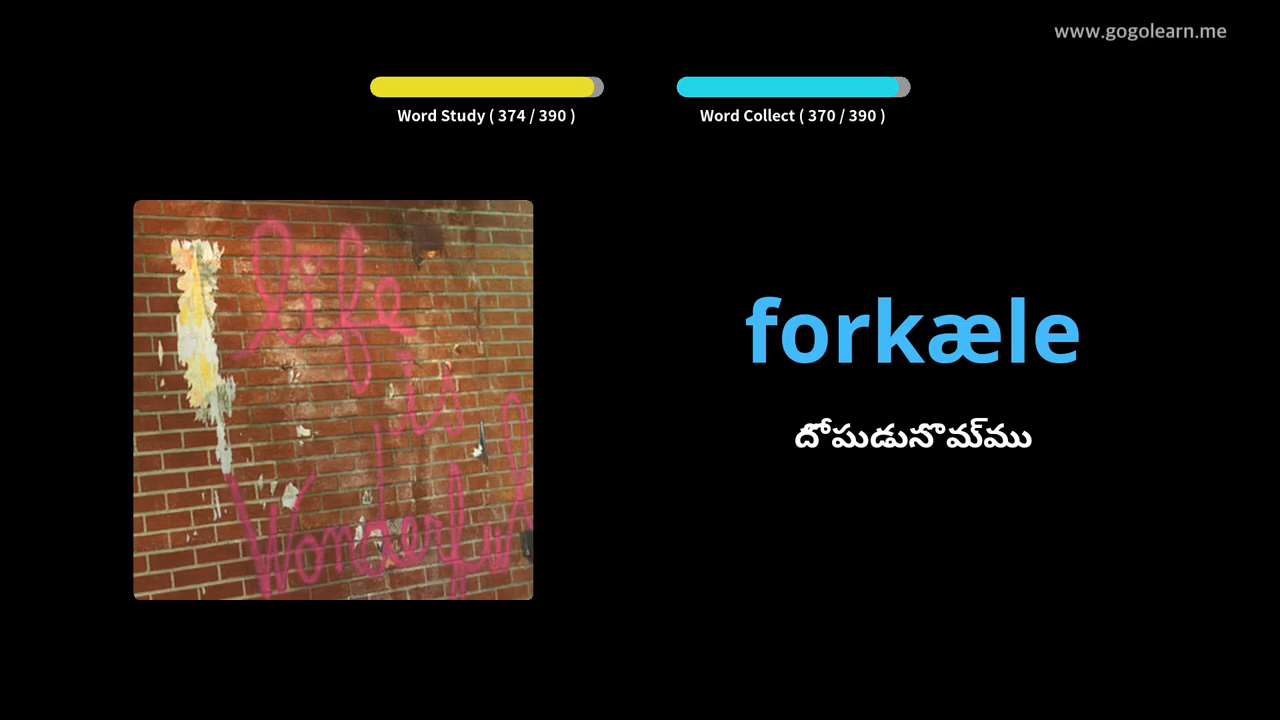 www.gogolearn.me
Word Study ( 374 / 390 )
Word Collect ( 370 / 390 )
life
is
Wonderful
forkæle
దోషుడునొమ్ము